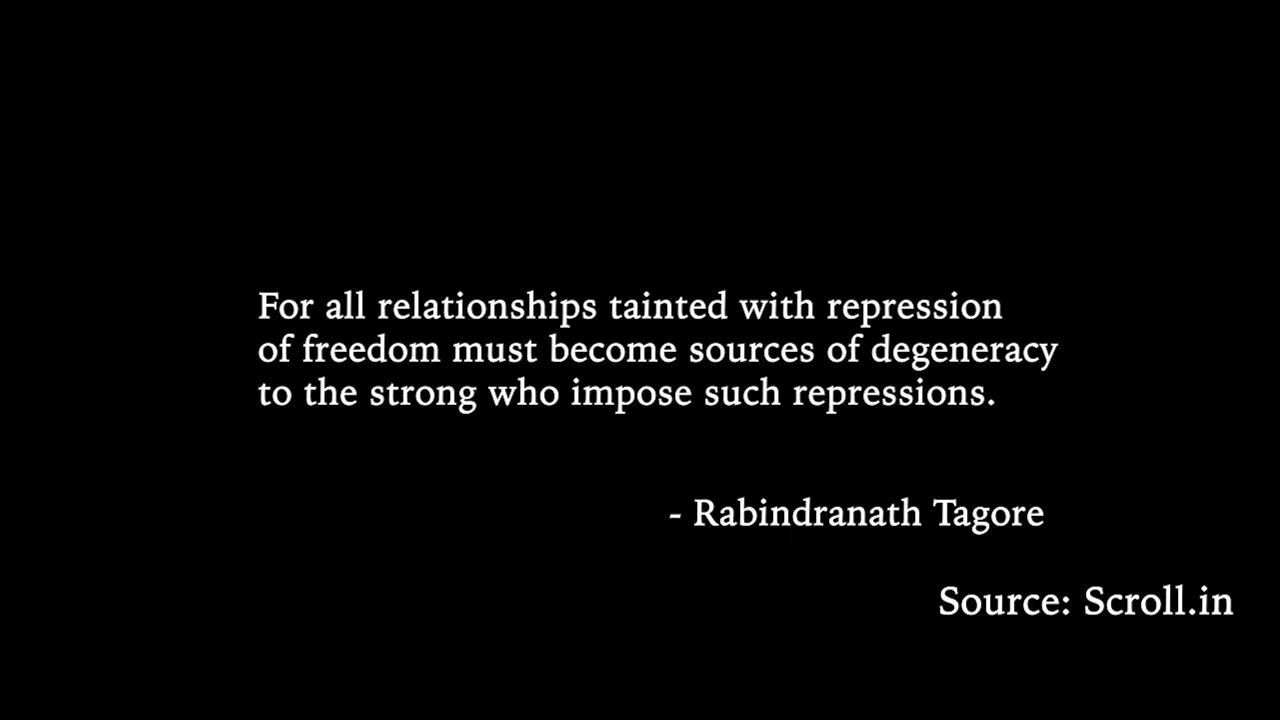 For all relationships tainted with repression
of freedom must become sources of degeneracy
to the strong who impose such repressions.
- Rabindranath Tagore
Source: Scroll.in